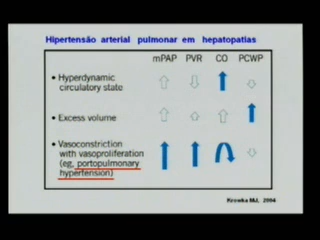 Hipertensão arterial pulmonar em hepatopatias
mPAP PVR CO PCWP
• Hyperdynamic
circulatory state
• Excess volume
• Vasoconstriction
with vasoproliferation
(eg, portopulmonary
hypertension)
Krowka MJ, 2004